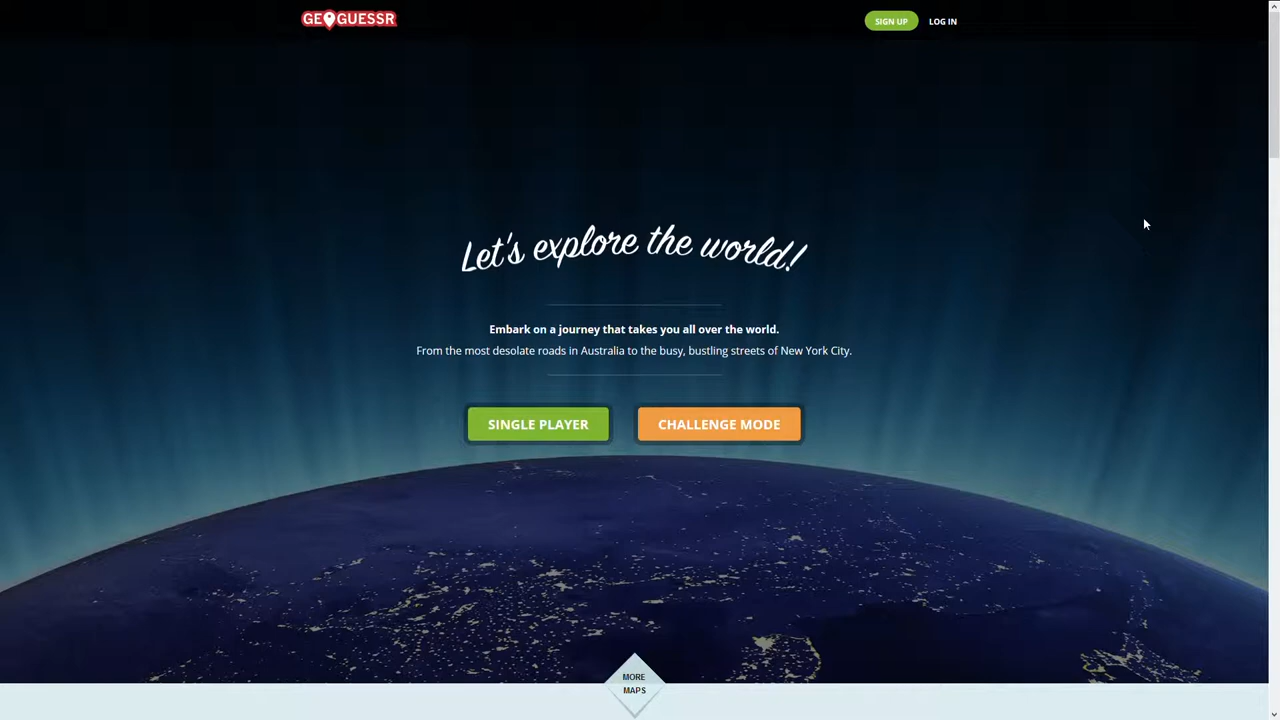 GEOGUESSR
SIGN UP LOG IN
Let's explore the world!
Embark on a journey that takes you all over the world.
From the most desolate roads in Australia to the busy, bustling streets of New York City.
SINGLE PLAYER CHALLENGE MODE
MORE
MAPS